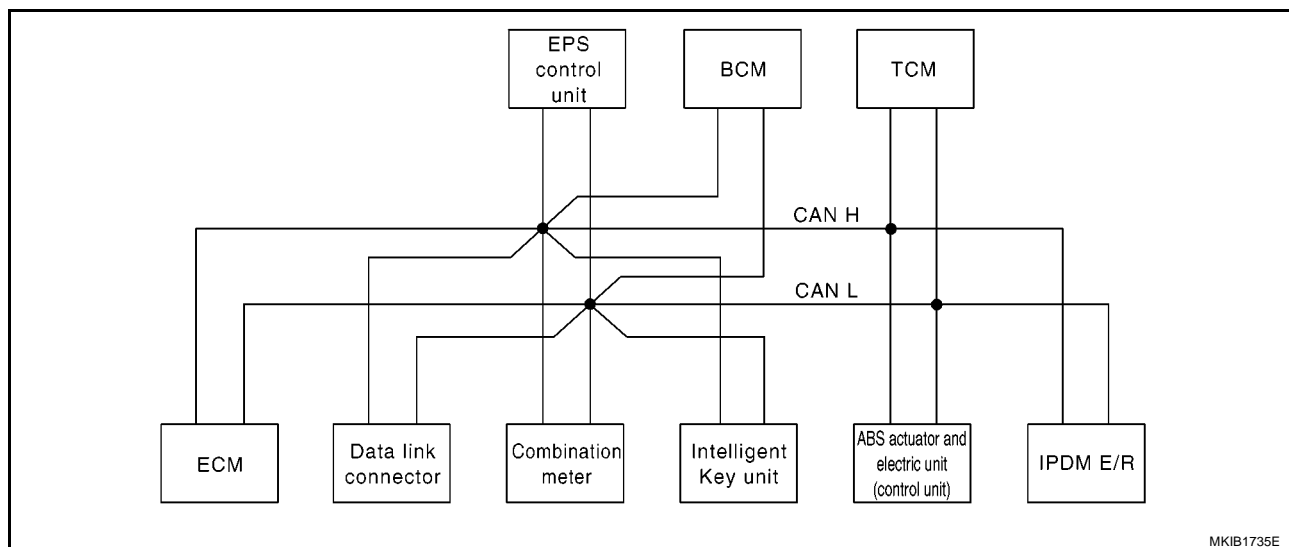 EPS
control
unit
BCM
TCM
CAN H
CAN L
ECM
Data link
connector
Combination
meter
Intelligent
Key unit
ABS actuator and
electric unit
(control unit)
IPDM E/R
MKIB1735E